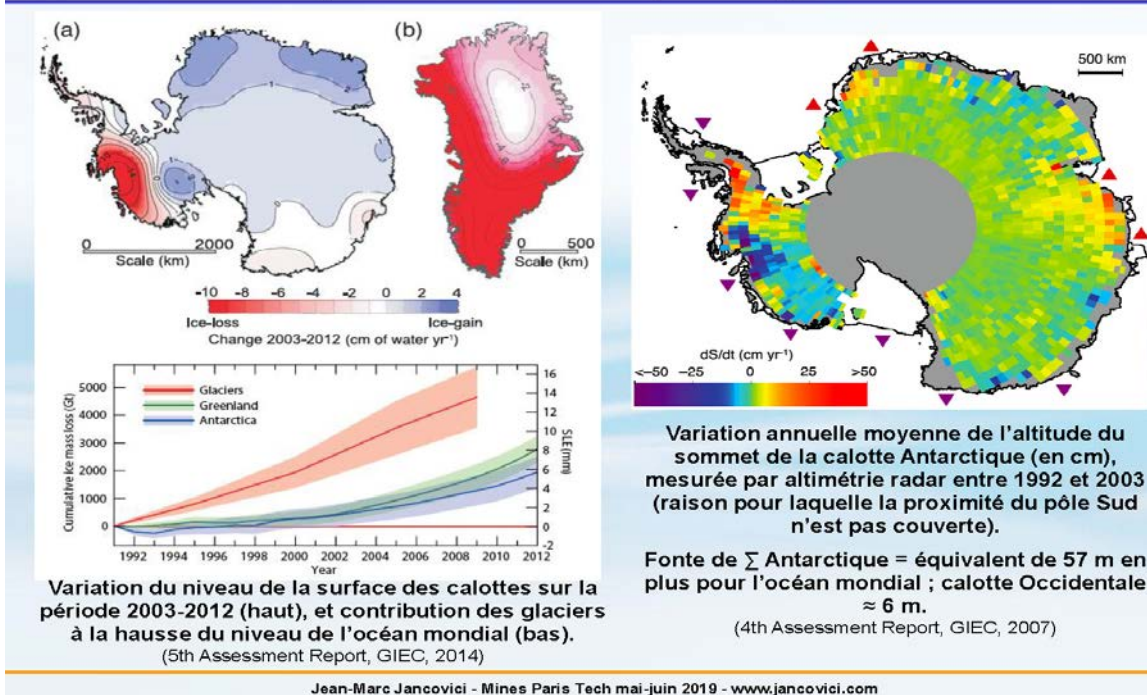 (a)
(b)
0 2000
Scale (km)
0 500
Scale (km)
-10 -8 -6 -4 -2 0 2 4
Ice-loss Ice-gain
Change 2003-2012 (cm of water yr⁻¹)
Cumulative ice mass loss (Gt)
5000
4000
3000
2000
1000
0
Glaciers
Greenland
Antarctica
16
14
12
10
8
6
4
2
0
-2
SLE (mm)
1992 1994 1996 1998 2000 2002 2004 2006 2008 2010 2012
Year
Variation du niveau de la surface des calottes sur la
période 2003-2012 (haut), et contribution des glaciers
à la hausse du niveau de l'océan mondial (bas).
(5th Assessment Report, GIEC, 2014)
500 km
dS/dt (cm yr⁻¹)
<-50 -25 0 25 >50
Variation annuelle moyenne de l'altitude du
sommet de la calotte Antarctique (en cm),
mesurée par altimétrie radar entre 1992 et 2003
(raison pour laquelle la proximité du pôle Sud
n'est pas couverte).
Fonte de ∑ Antarctique = équivalent de 57 m en
plus pour l'océan mondial ; calotte Occidentale
≈ 6 m.
(4th Assessment Report, GIEC, 2007)
Jean-Marc Jancovici - Mines Paris Tech mai-juin 2019 - www.jancovici.com